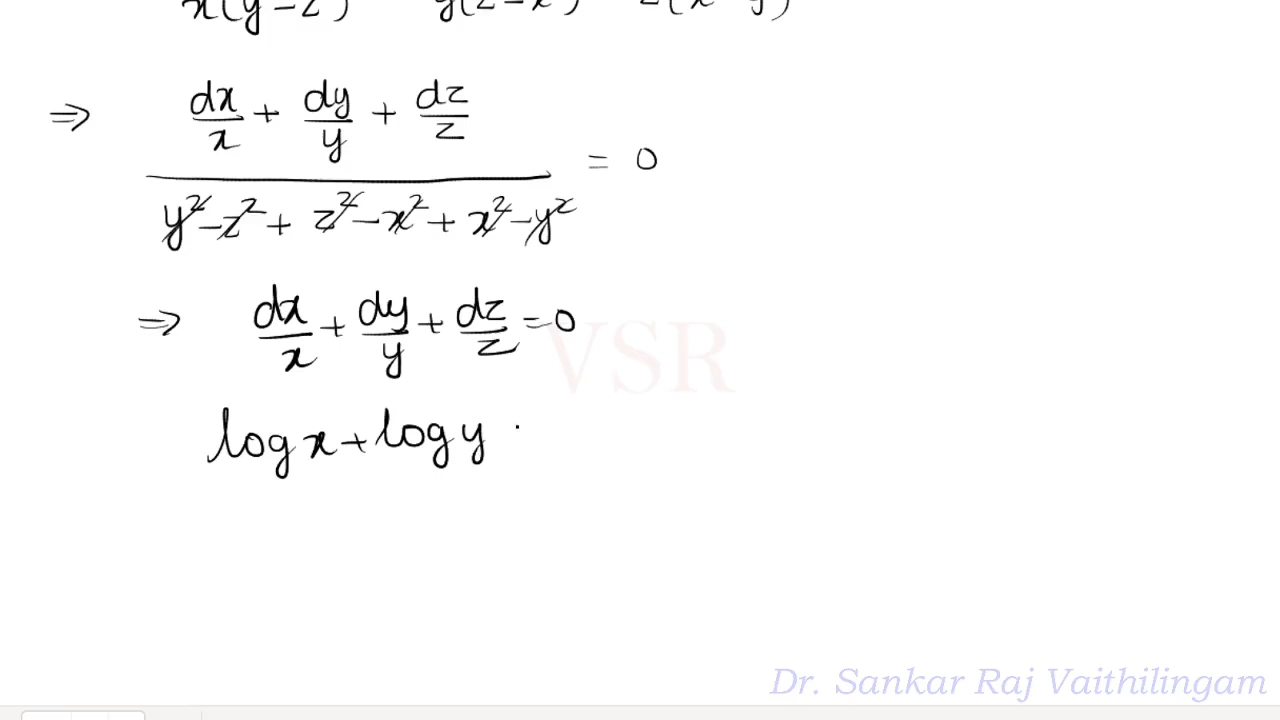 x(y-z) y(z-x) z(x-y)
⇒ dx/x + dy/y + dz/z
= 0
y² - z² + z² - x² + x² - y²
⇒ dx/x + dy/y + dz/z = 0
VSR
log x + log y
Dr. Sankar Raj Vaithilingam